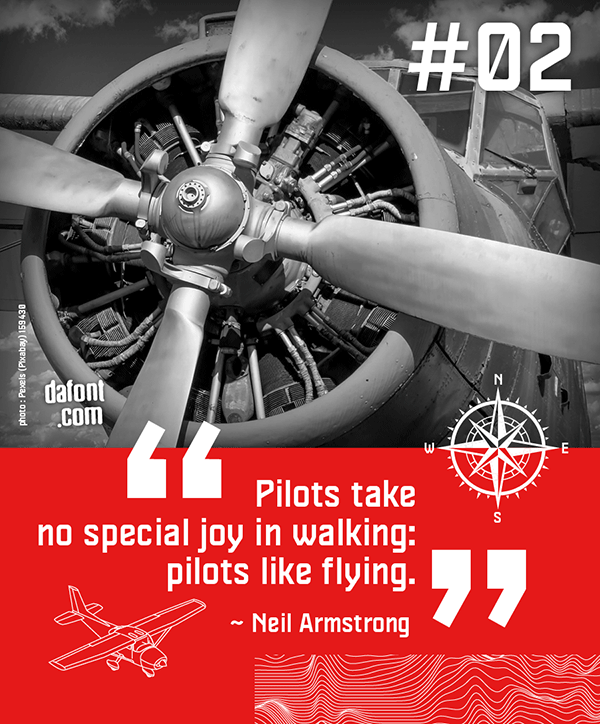 #02
photo : Pexels (Pixabay) 159430
dafont
.com
N
W E
S
“ Pilots take
no special joy in walking:
pilots like flying. ”
~ Neil Armstrong